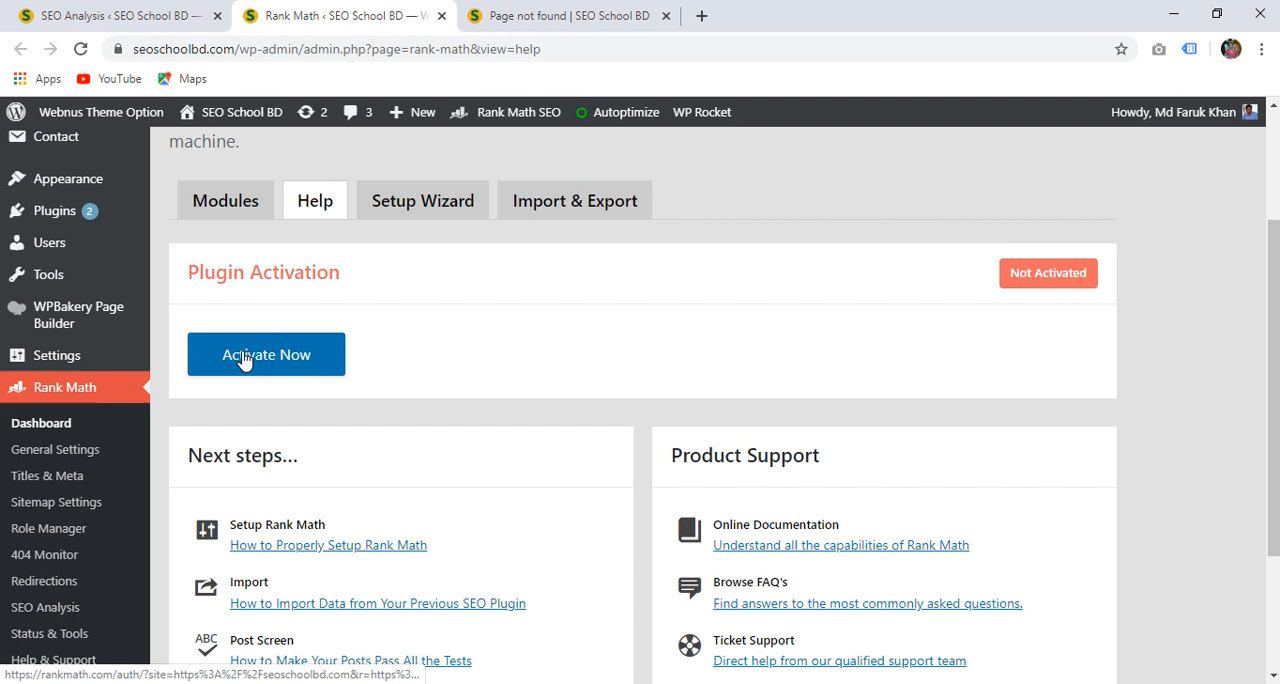 SEO Analysis ‹ SEO School BD —
Rank Math ‹ SEO School BD — W
Page not found | SEO School BD
seoschoolbd.com/wp-admin/admin.php?page=rank-math&view=help
Apps
YouTube
Maps
Webnus Theme Option
SEO School BD
2
3
New
Rank Math SEO
Autoptimize
WP Rocket
Howdy, Md Faruk Khan
Contact
Appearance
Plugins 2
Users
Tools
WPBakery Page
Builder
Settings
Rank Math
Dashboard
General Settings
Titles & Meta
Sitemap Settings
Role Manager
404 Monitor
Redirections
SEO Analysis
Status & Tools
Help & Support
machine.
Modules
Help
Setup Wizard
Import & Export
Plugin Activation
Not Activated
Activate Now
Next steps...
Setup Rank Math
How to Properly Setup Rank Math
Import
How to Import Data from Your Previous SEO Plugin
ABC
Post Screen
How to Make Your Posts Pass All the Tests
Product Support
Online Documentation
Understand all the capabilities of Rank Math
Browse FAQ's
Find answers to the most commonly asked questions.
Ticket Support
Direct help from our qualified support team
https://rankmath.com/auth/?site=https%3A%2F%2Fseoschoolbd.com&r=https%3...